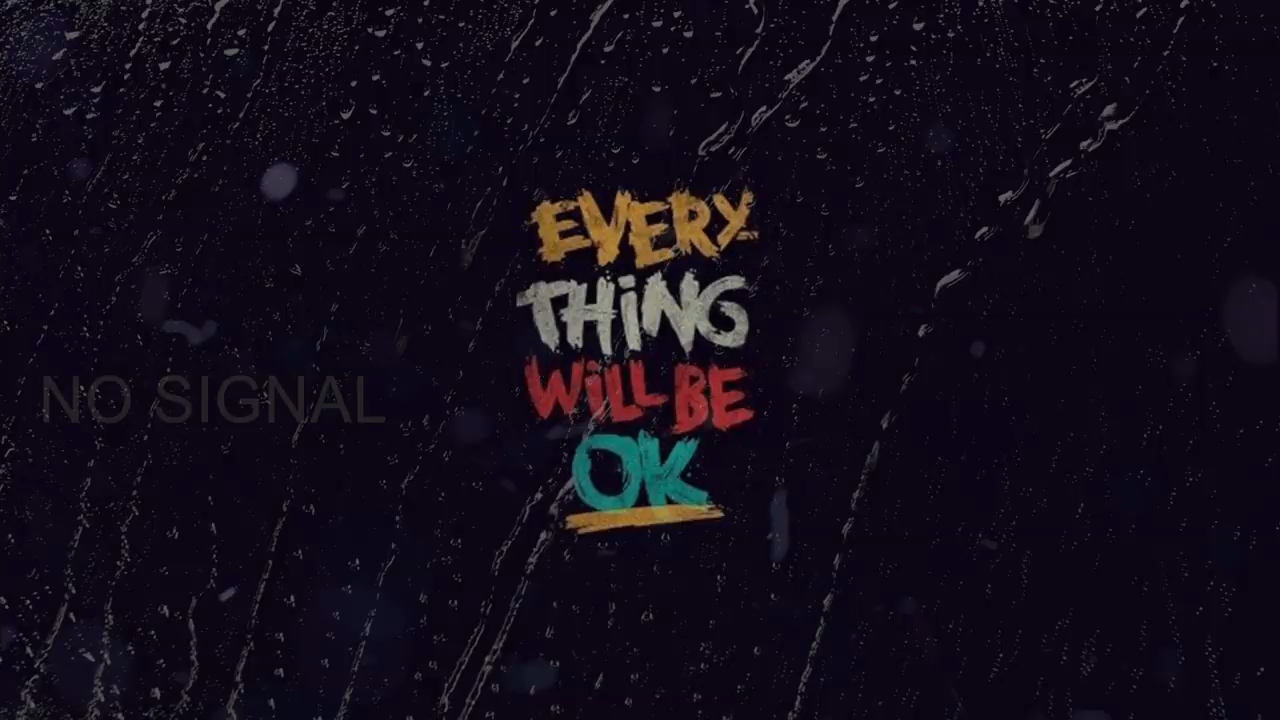 EVERY
THiNG
WiLL BE
OK
NO SIGNAL